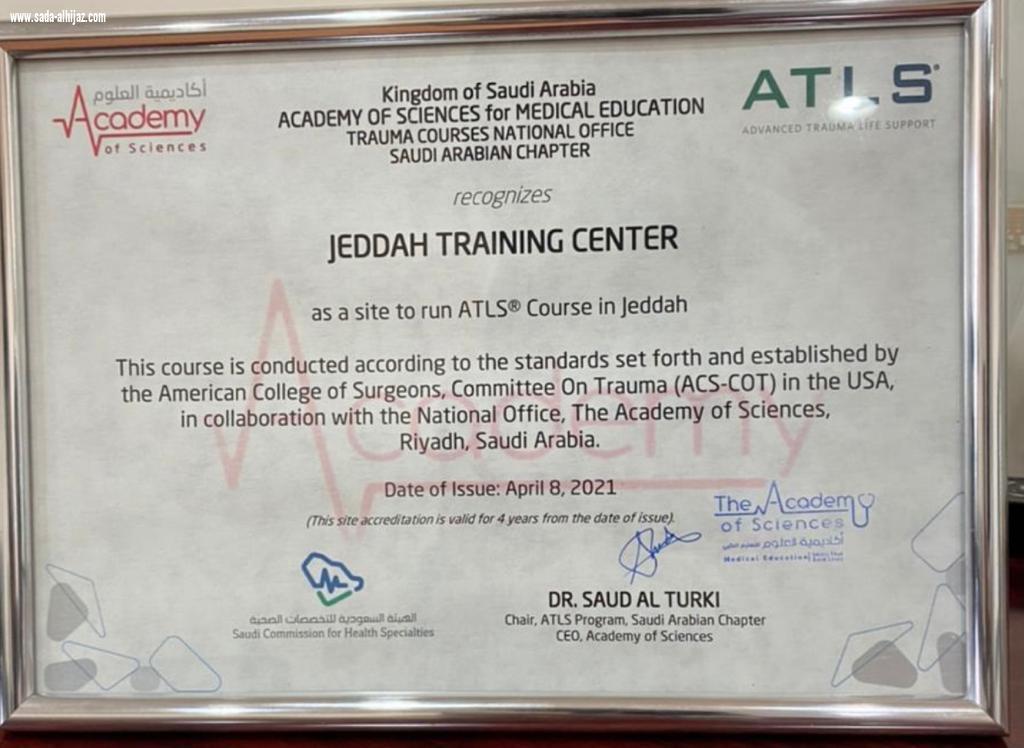 www.sada-alhijaz.com
أكاديمية العلوم
Academy
of Sciences
Kingdom of Saudi Arabia
ACADEMY OF SCIENCES for MEDICAL EDUCATION
TRAUMA COURSES NATIONAL OFFICE
SAUDI ARABIAN CHAPTER
ATLS®
ADVANCED TRAUMA LIFE SUPPORT
recognizes
JEDDAH TRAINING CENTER
as a site to run ATLS® Course in Jeddah
This course is conducted according to the standards set forth and established by
the American College of Surgeons, Committee On Trauma (ACS-COT) in the USA,
in collaboration with the National Office, The Academy of Sciences,
Riyadh, Saudi Arabia.
Academy
Date of Issue: April 8, 2021
(This site accreditation is valid for 4 years from the date of issue).
The Academy
of Sciences
أكاديمية العلوم
Medical Education
الهيئة السعودية للتخصصات الصحية
Saudi Commission for Health Specialties
DR. SAUD AL TURKI
Chair, ATLS Program, Saudi Arabian Chapter
CEO, Academy of Sciences